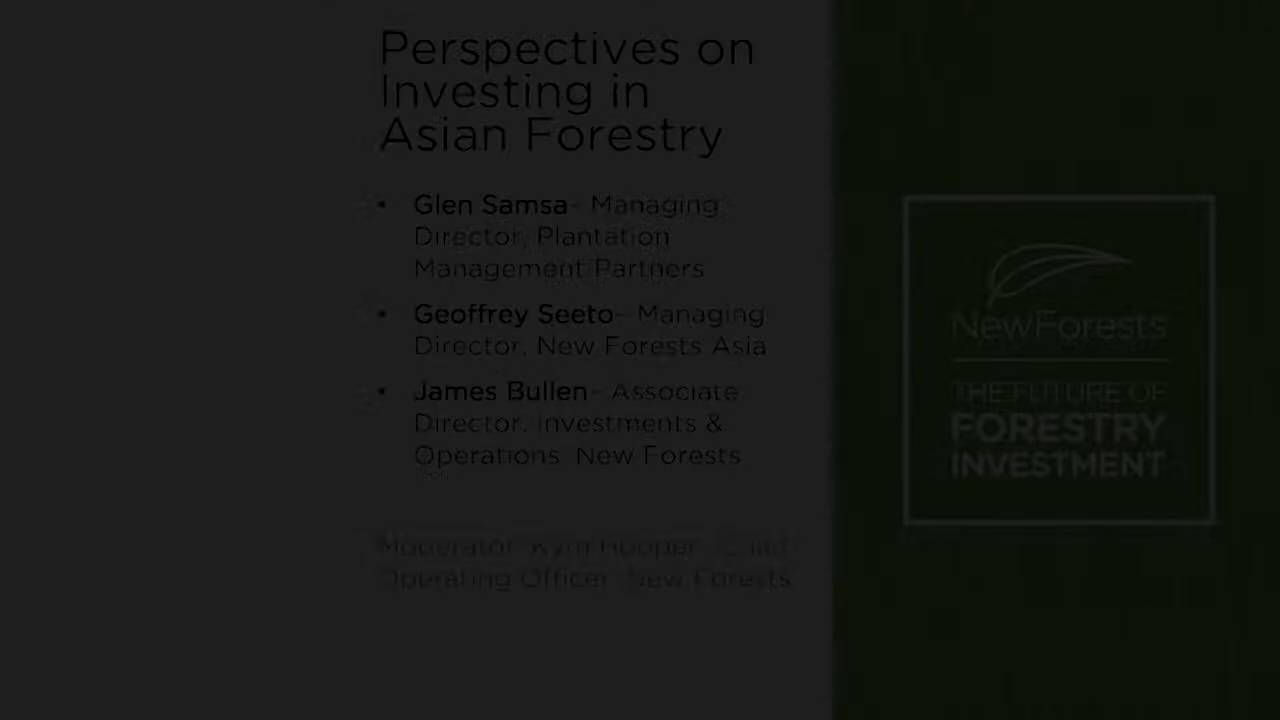 Perspectives on
Investing in
Asian Forestry
• Glen Samsa- Managing
Director, Plantation
Management Partners
• Geoffrey Seeto- Managing
Director, New Forests Asia
• James Bullen- Associate
Director, Investments &
Operations, New Forests
Moderator: Kym Hooper, Chief
Operating Officer, New Forests
NewForests
THE FUTURE OF
FORESTRY
INVESTMENT